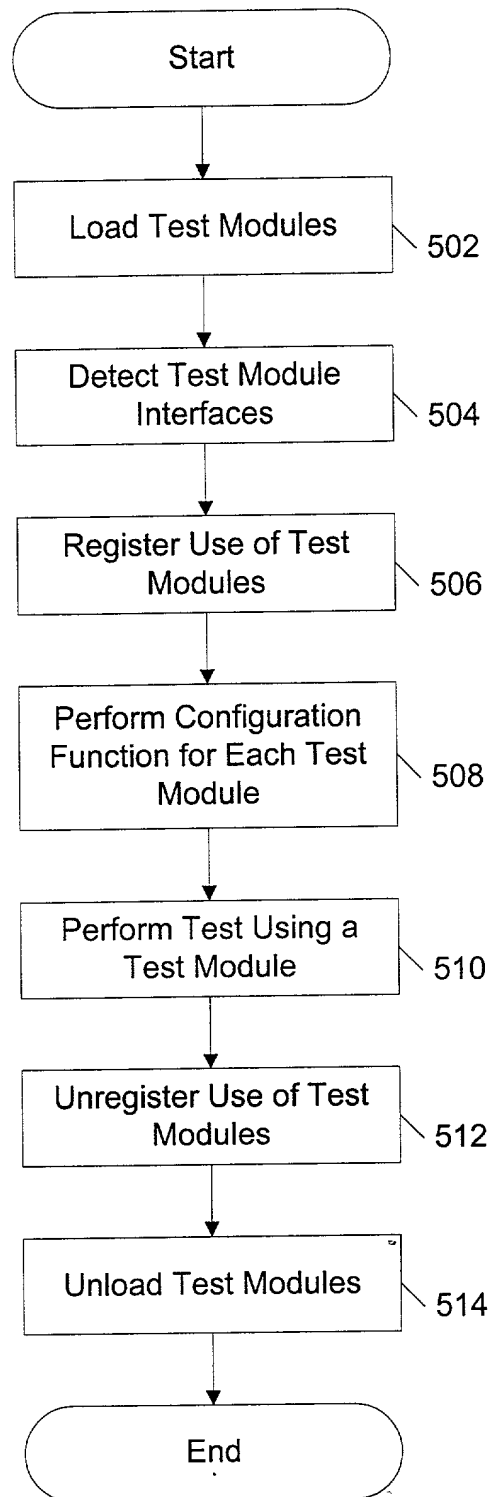 Start
Load Test Modules
502
Detect Test Module
Interfaces
504
Register Use of Test
Modules
506
Perform Configuration
Function for Each Test
Module
508
Perform Test Using a
Test Module
510
Unregister Use of Test
Modules
512
Unload Test Modules
514
End